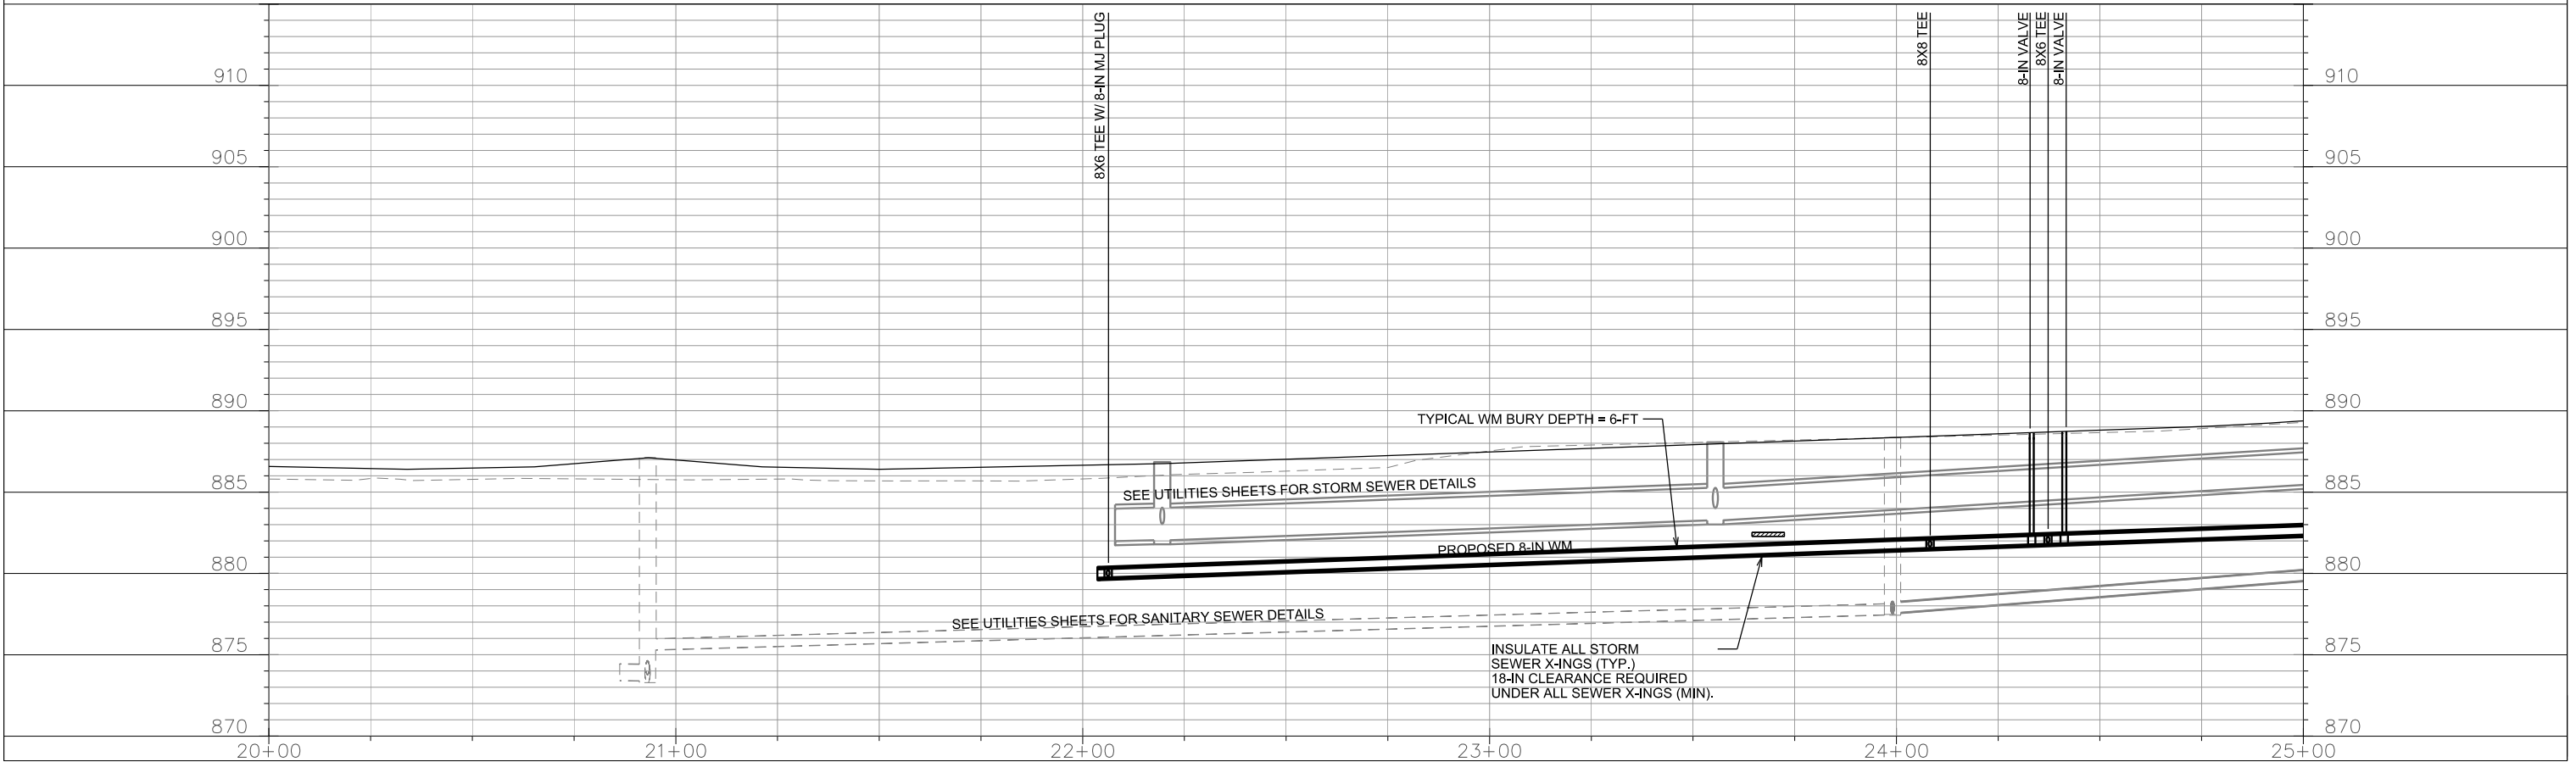 8X6 TEE W/ 8-IN MJ PLUG
8X8 TEE
8-IN VALVE
8X6 TEE
8-IN VALVE
910
910
905
905
900
900
895
895
890
890
TYPICAL WM BURY DEPTH = 6-FT
885
885
SEE UTILITIES SHEETS FOR STORM SEWER DETAILS
PROPOSED 8-IN WM
880
880
SEE UTILITIES SHEETS FOR SANITARY SEWER DETAILS
875
875
INSULATE ALL STORM
SEWER X-INGS (TYP.)
18-IN CLEARANCE REQUIRED
UNDER ALL SEWER X-INGS (MIN).
870
870
20+00
21+00
22+00
23+00
24+00
25+00